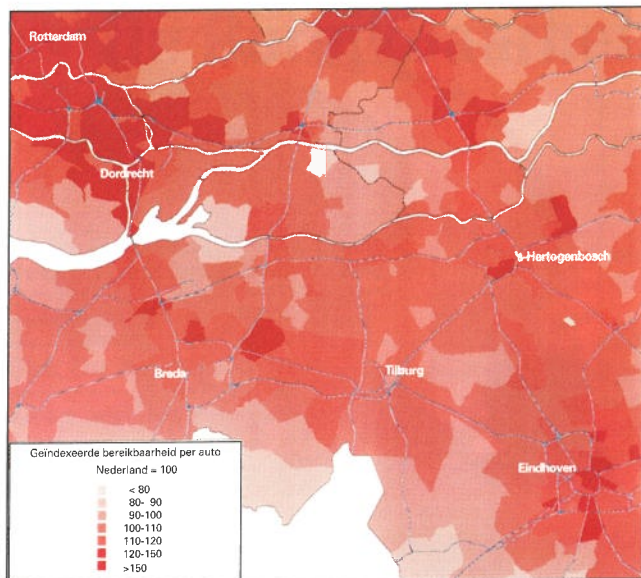 Rotterdam
Dordrecht
's-Hertogenbosch
Breda
Tilburg
Eindhoven
Geïndexeerde bereikbaarheid per auto
Nederland = 100
< 80
80- 90
90-100
100-110
110-120
120-150
>150